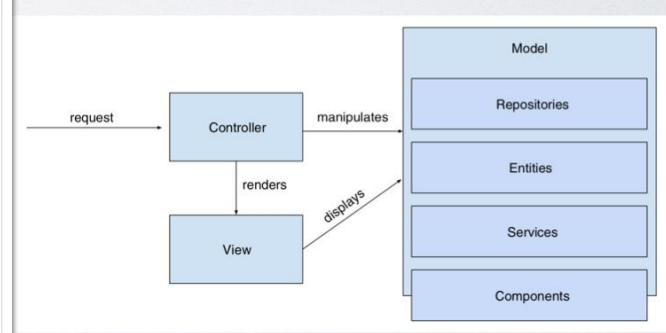 Model
Repositories
request
Controller
manipulates
Entities
renders
displays
View
Services
Components